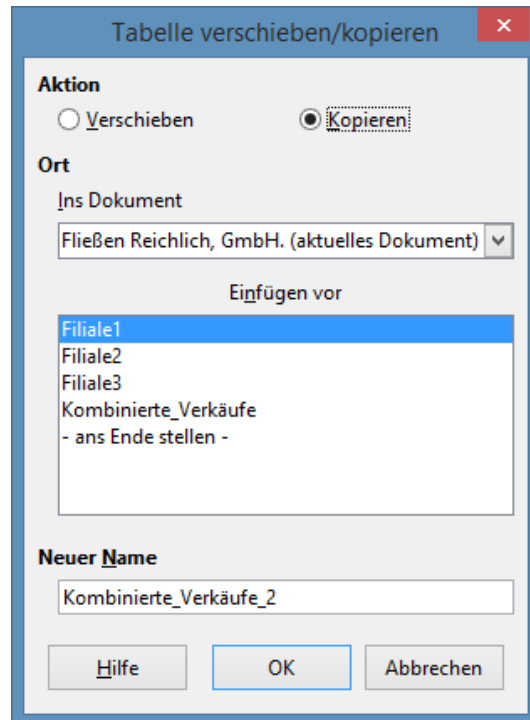 Tabelle verschieben/kopieren
Aktion
Verschieben Kopieren
Ort
Ins Dokument
Fließen Reichlich, GmbH. (aktuelles Dokument)
Einfügen vor
Filiale1
Filiale2
Filiale3
Kombinierte_Verkäufe
- ans Ende stellen -
Neuer Name
Kombinierte_Verkäufe_2
Hilfe OK Abbrechen